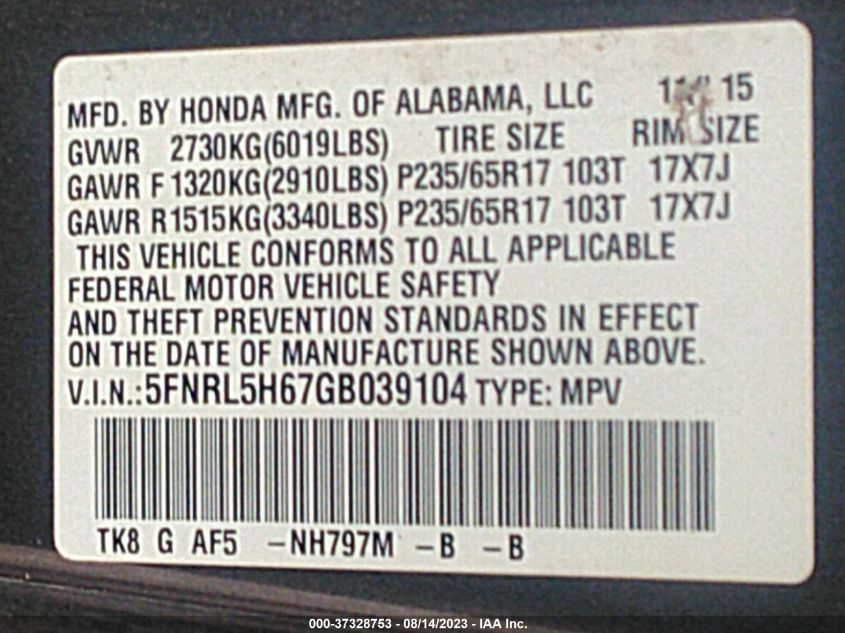 MFD. BY HONDA MFG. OF ALABAMA, LLC 15
GVWR 2730KG(6019LBS) TIRE SIZE RIM SIZE
GAWR F 1320KG(2910LBS) P235/65R17 103T 17X7J
GAWR R1515KG(3340LBS) P235/65R17 103T 17X7J
THIS VEHICLE CONFORMS TO ALL APPLICABLE
FEDERAL MOTOR VEHICLE SAFETY
AND THEFT PREVENTION STANDARDS IN EFFECT
ON THE DATE OF MANUFACTURE SHOWN ABOVE.
V.I.N.:5FNRL5H67GB039104 TYPE: MPV
TK8 G AF5 -NH797M -B -B
000-37328753 - 08/14/2023 - IAA Inc.